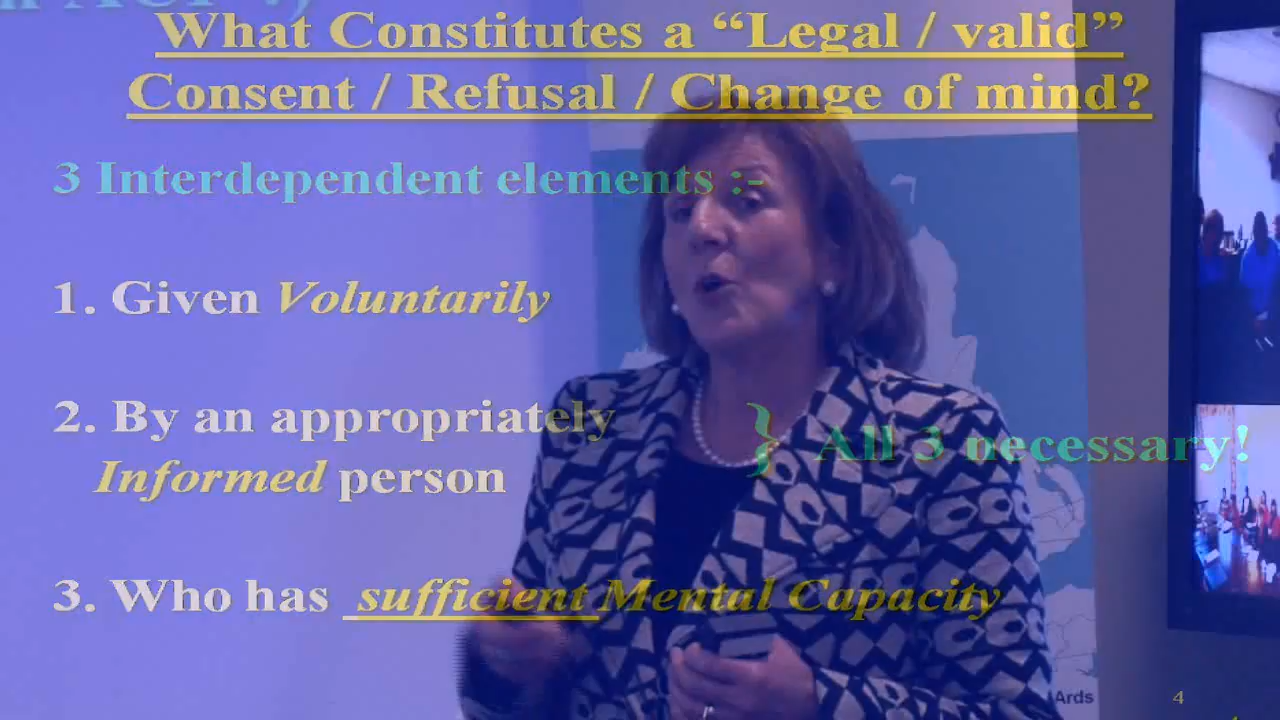 What Constitutes a “Legal / valid”
Consent / Refusal / Change of mind?
3 Interdependent elements :-
1. Given Voluntarily
2. By an appropriately
Informed person
} All 3 necessary!
3. Who has sufficient Mental Capacity
Ards
4